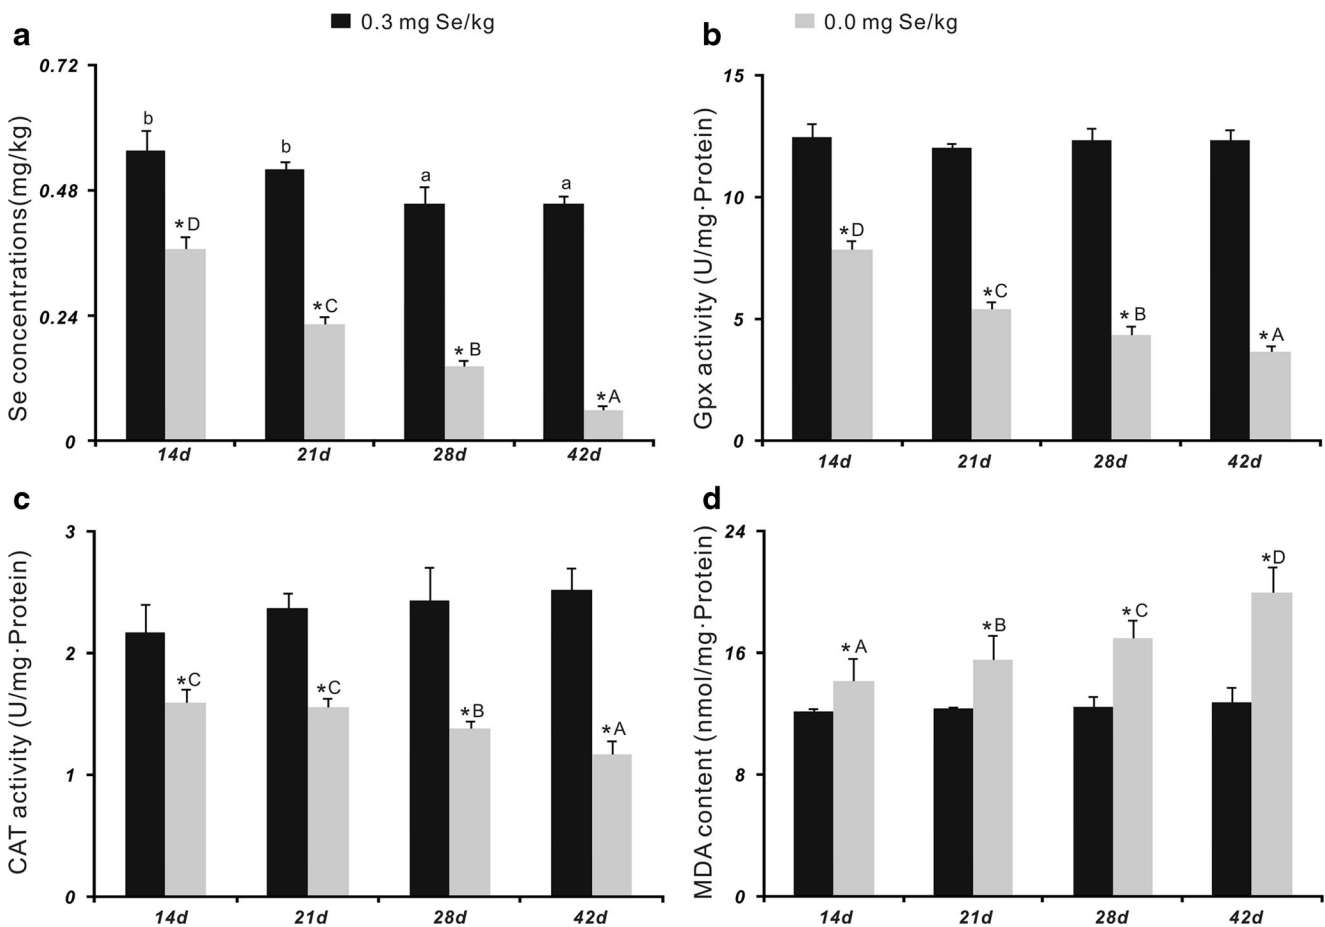 0.3 mg Se/kg
0.0 mg Se/kg
a
Se concentrations(mg/kg)
0.72
0.48
0.24
0
b
*D
b
*C
a
*B
a
*A
14d
21d
28d
42d
b
Gpx activity (U/mg·Protein)
15
10
5
0
*D
*C
*B
*A
14d
21d
28d
42d
c
CAT activity (U/mg·Protein)
3
2
1
0
*C
*C
*B
*A
14d
21d
28d
42d
d
MDA content (nmol/mg·Protein)
24
16
8
0
*A
*B
*C
*D
14d
21d
28d
42d